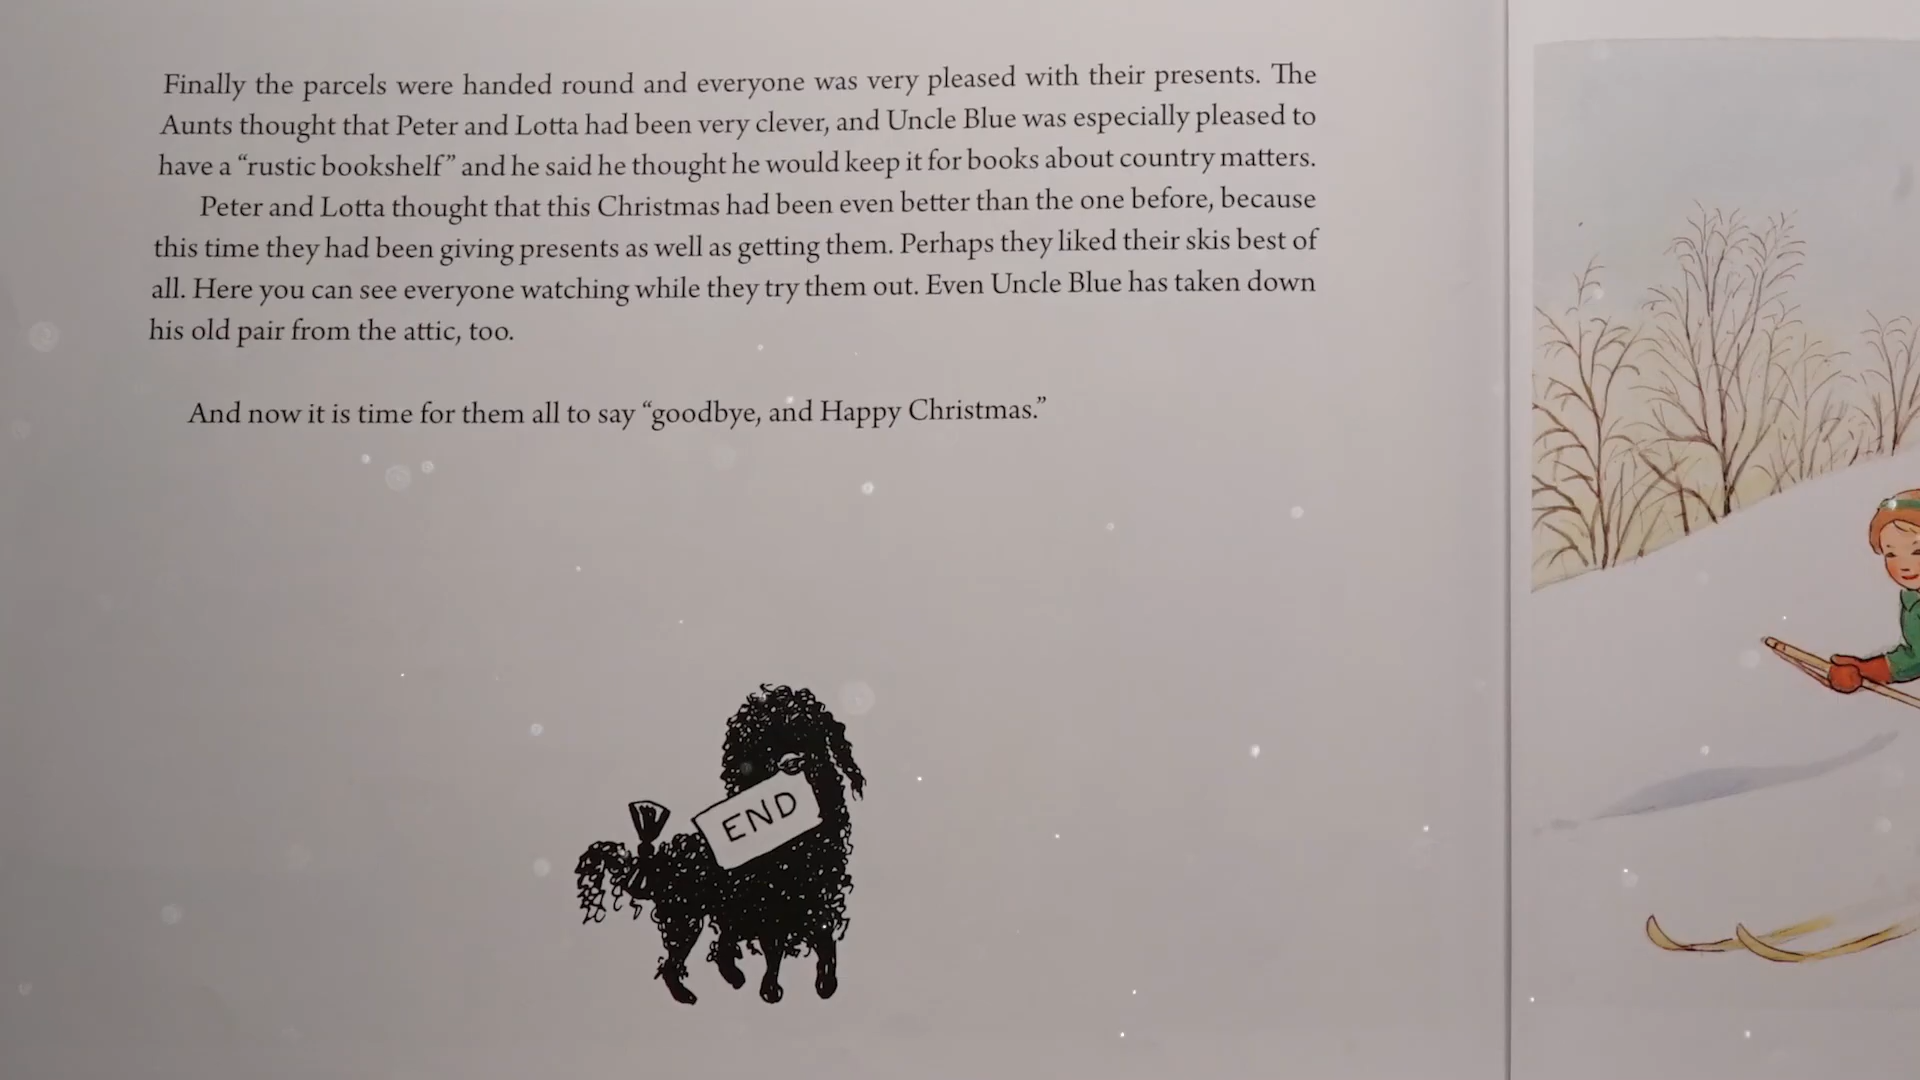 Finally the parcels were handed round and everyone was very pleased with their presents. The
Aunts thought that Peter and Lotta had been very clever, and Uncle Blue was especially pleased to
have a “rustic bookshelf” and he said he thought he would keep it for books about country matters.
Peter and Lotta thought that this Christmas had been even better than the one before, because
this time they had been giving presents as well as getting them. Perhaps they liked their skis best of
all. Here you can see everyone watching while they try them out. Even Uncle Blue has taken down
his old pair from the attic, too.
And now it is time for them all to say “goodbye, and Happy Christmas.”
END